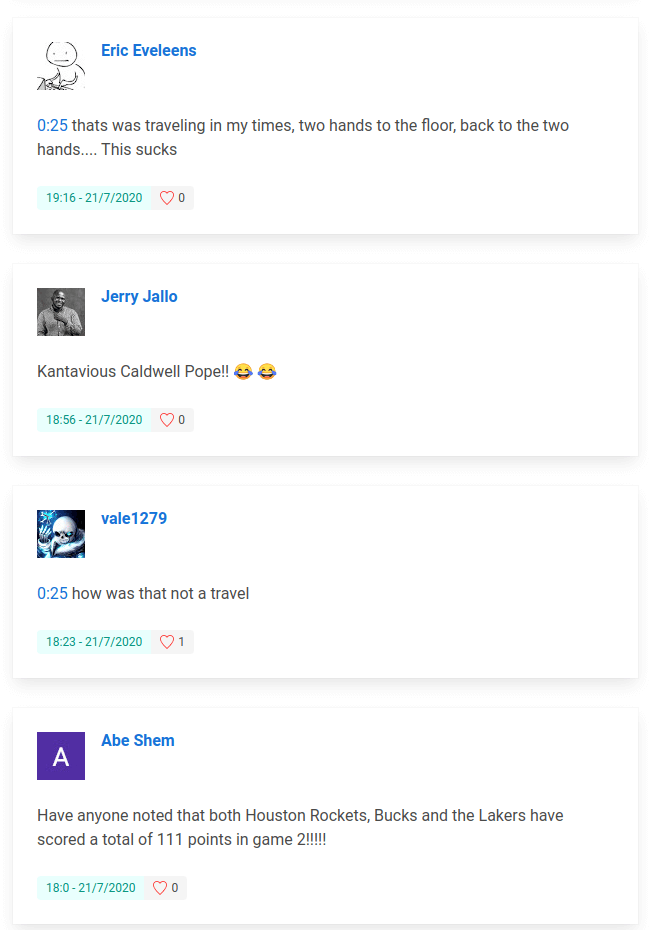 Eric Eveleens
0:25 thats was traveling in my times, two hands to the floor, back to the two
hands.... This sucks
19:16 - 21/7/2020 0
Jerry Jallo
Kantavious Caldwell Pope!! 😂 😂
18:56 - 21/7/2020 0
vale1279
0:25 how was that not a travel
18:23 - 21/7/2020 1
A Abe Shem
Have anyone noted that both Houston Rockets, Bucks and the Lakers have
scored a total of 111 points in game 2!!!!!
18:0 - 21/7/2020 0